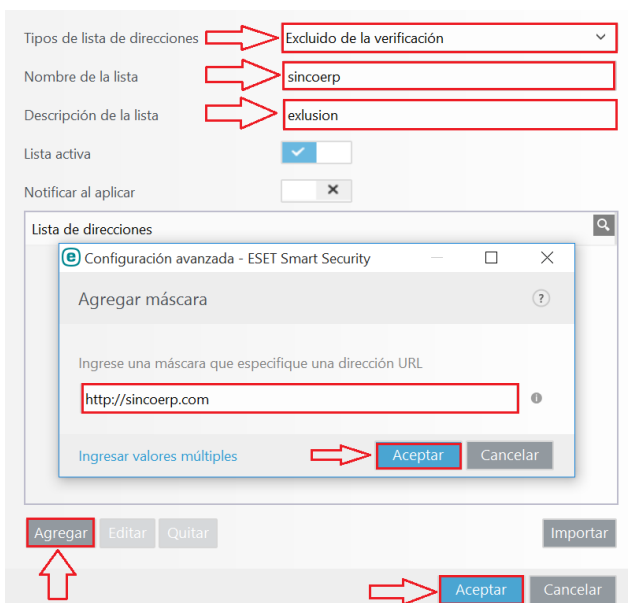 Tipos de lista de direcciones Excluido de la verificación
Nombre de la lista sincoerp
Descripción de la lista exlusion
Lista activa
Notificar al aplicar
Lista de direcciones
e Configuración avanzada - ESET Smart Security
Agregar máscara ?
Ingrese una máscara que especifique una dirección URL
http://sincoerp.com
Ingresar valores múltiples Aceptar Cancelar
Agregar Editar Quitar Importar
Aceptar Cancelar